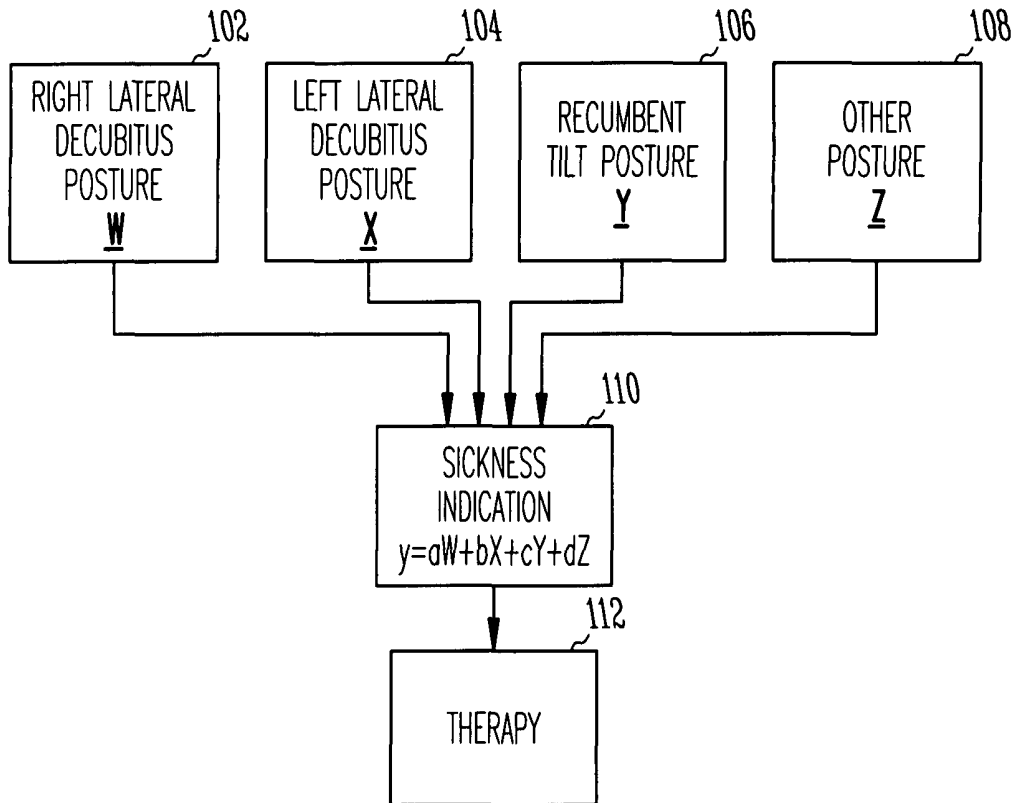 102
RIGHT LATERAL
DECUBITUS
POSTURE
W
104
LEFT LATERAL
DECUBITUS
POSTURE
X
106
RECUMBENT
TILT POSTURE
Y
108
OTHER
POSTURE
Z
110
SICKNESS
INDICATION
y=aW+bX+cY+dZ
112
THERAPY